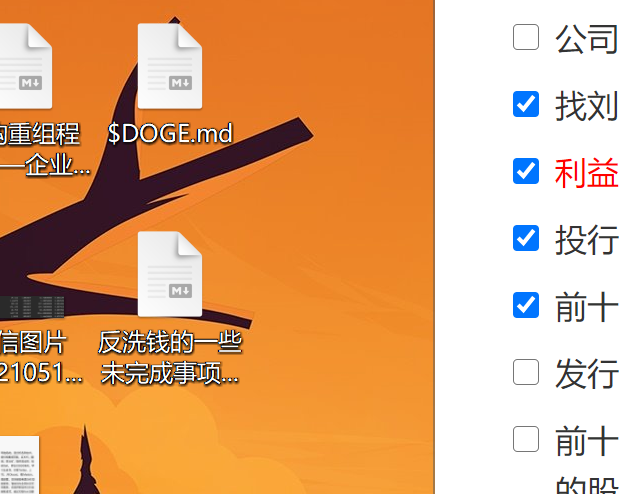 构重组程
一企业...
$DOGE.md
M↓
M↓
信图片
21051...
反洗钱的一些
未完成事项...
M↓
公司
找刘
利益
投行
前十
发行
前十
的股